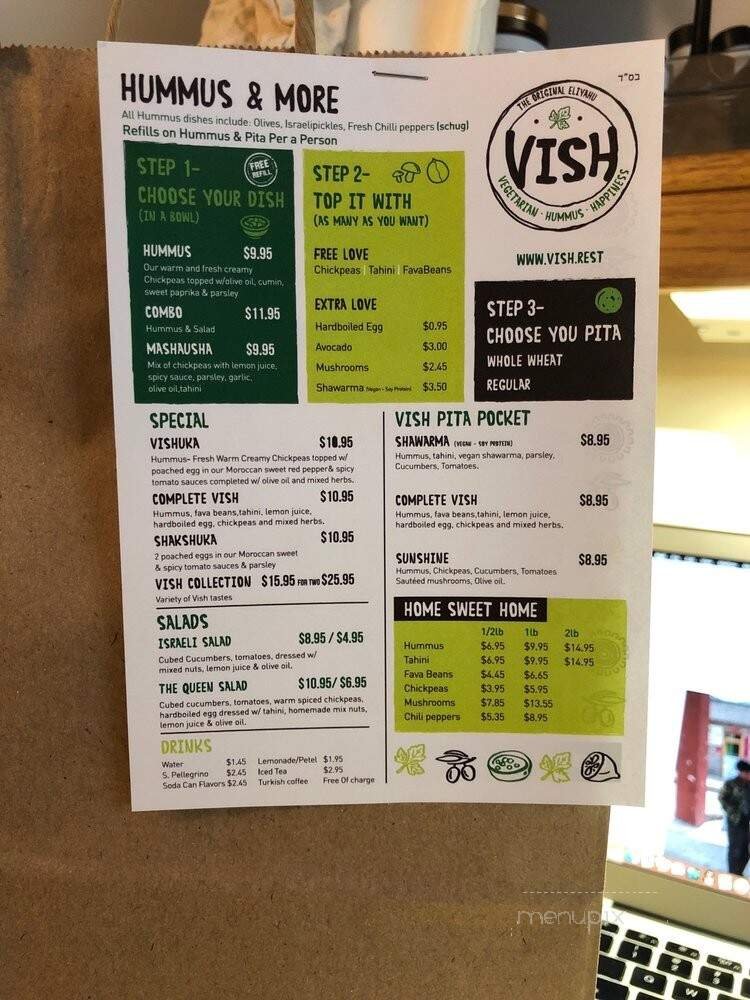 HUMMUS & MORE
All Hummus dishes include: Olives, Israelipickles, Fresh Chilli peppers (schug)
Refills on Hummus & Pita Per a Person
בס"ד
THE ORIGINAL ELIYAHU
VISH
VEGETARIAN · HUMMUS · HAPPINESS
WWW.VISH.REST
STEP 1-
FREE REFILL
CHOOSE YOUR DISH
(IN A BOWL)
HUMMUS $9.95
Our warm and fresh creamy
Chickpeas topped w/olive oil, cumin,
sweet paprika & parsley
COMBO $11.95
Hummus & Salad
MASHAUSHA $9.95
Mix of chickpeas with lemon juice,
spicy sauce, parsley, garlic,
olive oil,tahini
STEP 2-
TOP IT WITH
(AS MANY AS YOU WANT)
FREE LOVE
Chickpeas | Tahini | FavaBeans
EXTRA LOVE
Hardboiled Egg $0.95
Avocado $3.00
Mushrooms $2.45
Shawarma (Vegan - Soy Protein) $3.50
STEP 3-
CHOOSE YOU PITA
WHOLE WHEAT
REGULAR
SPECIAL
VISHUKA $10.95
Hummus- Fresh Warm Creamy Chickpeas topped w/
poached egg in our Moroccan sweet red pepper& spicy
tomato sauces completed w/ olive oil and mixed herbs.
COMPLETE VISH $10.95
Hummus, fava beans,tahini, lemon juice,
hardboiled egg, chickpeas and mixed herbs.
SHAKSHUKA $10.95
2 poached eggs in our Moroccan sweet
& spicy tomato sauces & parsley
VISH COLLECTION $15.95 FOR TWO $25.95
Variety of Vish tastes
SALADS
ISRAELI SALAD $8.95 / $4.95
Cubed Cucumbers, tomatoes, dressed w/
mixed nuts, lemon juice & olive oil.
THE QUEEN SALAD $10.95/ $6.95
Cubed cucumbers, tomatoes, warm spiced chickpeas,
hardboiled egg dressed w/ tahini, homemade mix nuts,
lemon juice & olive oil.
DRINKS
Water $1.45 Lemonade/Petel $1.95
S. Pellegrino $2.45 Iced Tea $2.95
Soda Can Flavors $2.45 Turkish coffee Free Of charge
VISH PITA POCKET
SHAWARMA (VEGAN - SOY PROTEIN) $8.95
Hummus, tahini, vegan shawarma, parsley,
Cucumbers, Tomatoes.
COMPLETE VISH $8.95
Hummus, fava beans,tahini, lemon juice,
hardboiled egg, chickpeas and mixed herbs.
SUNSHINE $8.95
Hummus, Chickpeas, Cucumbers, Tomatoes
Sautéed mushrooms, Olive oil.
HOME SWEET HOME
1/2lb 1lb 2lb
Hummus $6.95 $9.95 $14.95
Tahini $6.95 $9.95 $14.95
Fava Beans $4.45 $6.65
Chickpeas $3.95 $5.95
Mushrooms $7.85 $13.55
Chili peppers $5.35 $8.95
menupix